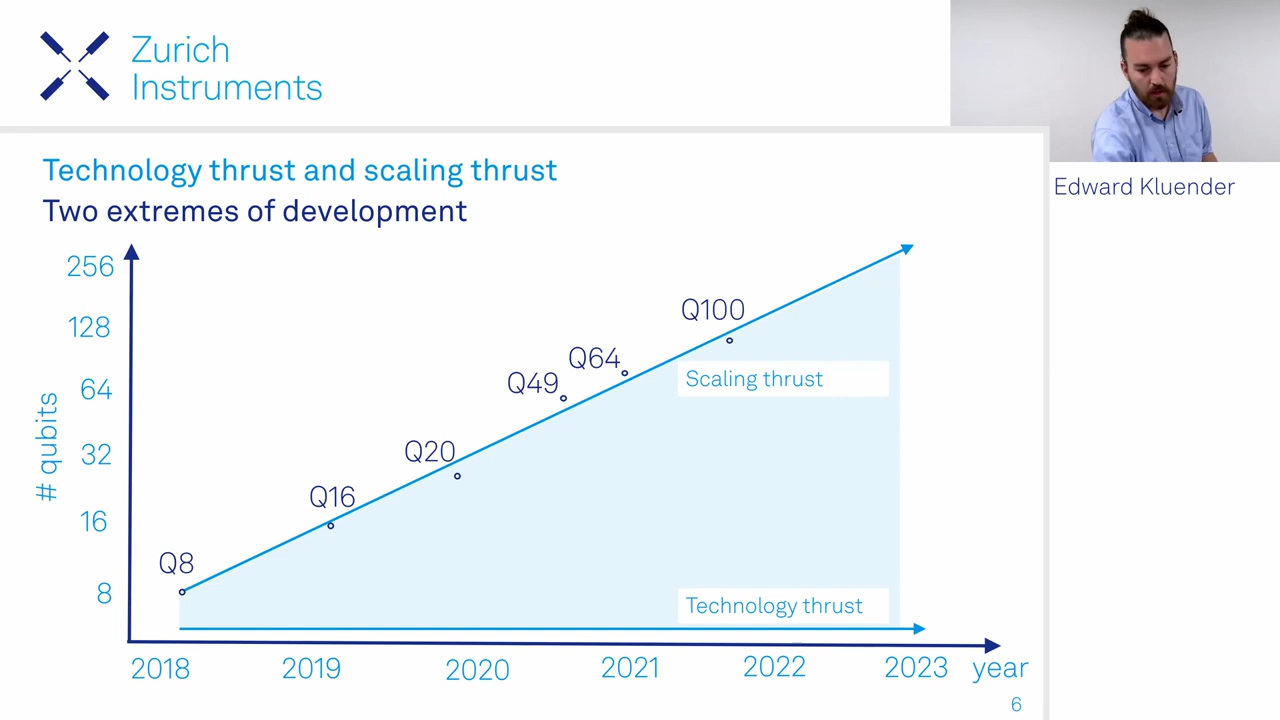 Zurich
Instruments
Edward Kluender
Technology thrust and scaling thrust
Two extremes of development
# qubits
256
128
64
32
16
8
Q8
Q16
Q20
Q49
Q64
Q100
Scaling thrust
Technology thrust
2018
2019
2020
2021
2022
2023
year
6